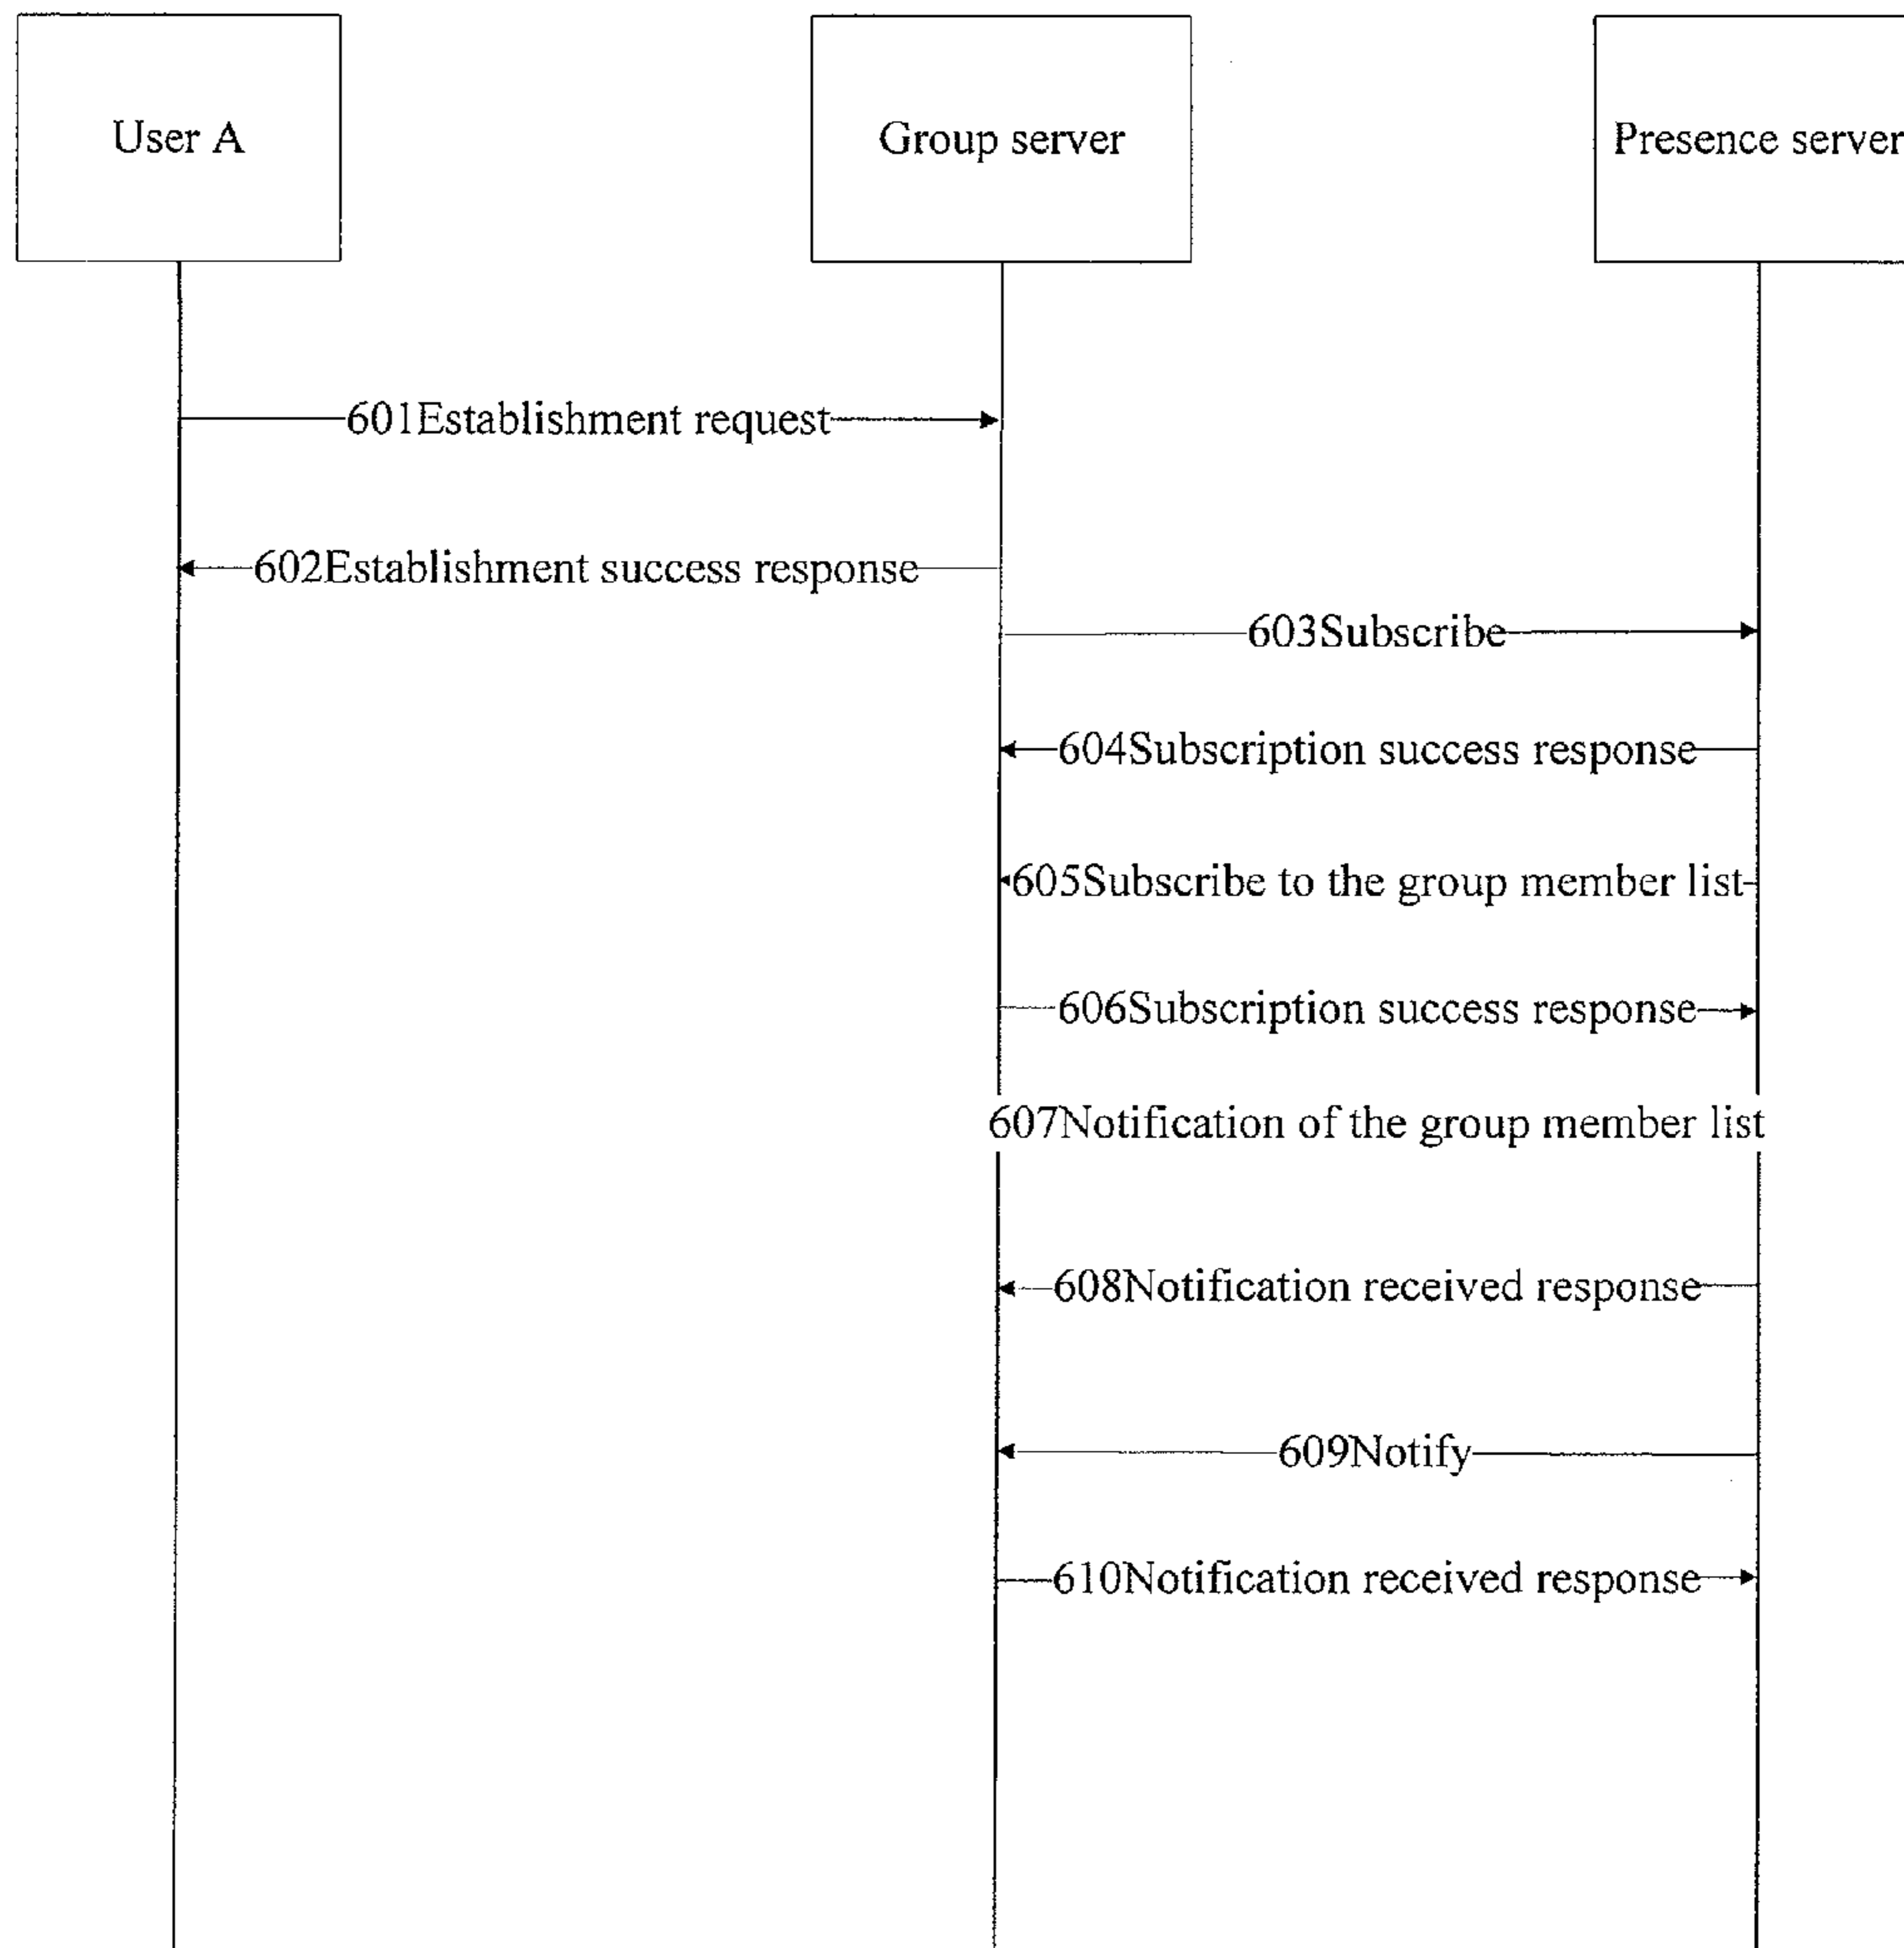 User A
Group server
Presence server
601Establishment request
602Establishment success response
603Subscribe
604Subscription success response
605Subscribe to the group member list
606Subscription success response
607Notification of the group member list
608Notification received response
609Notify
610Notification received response